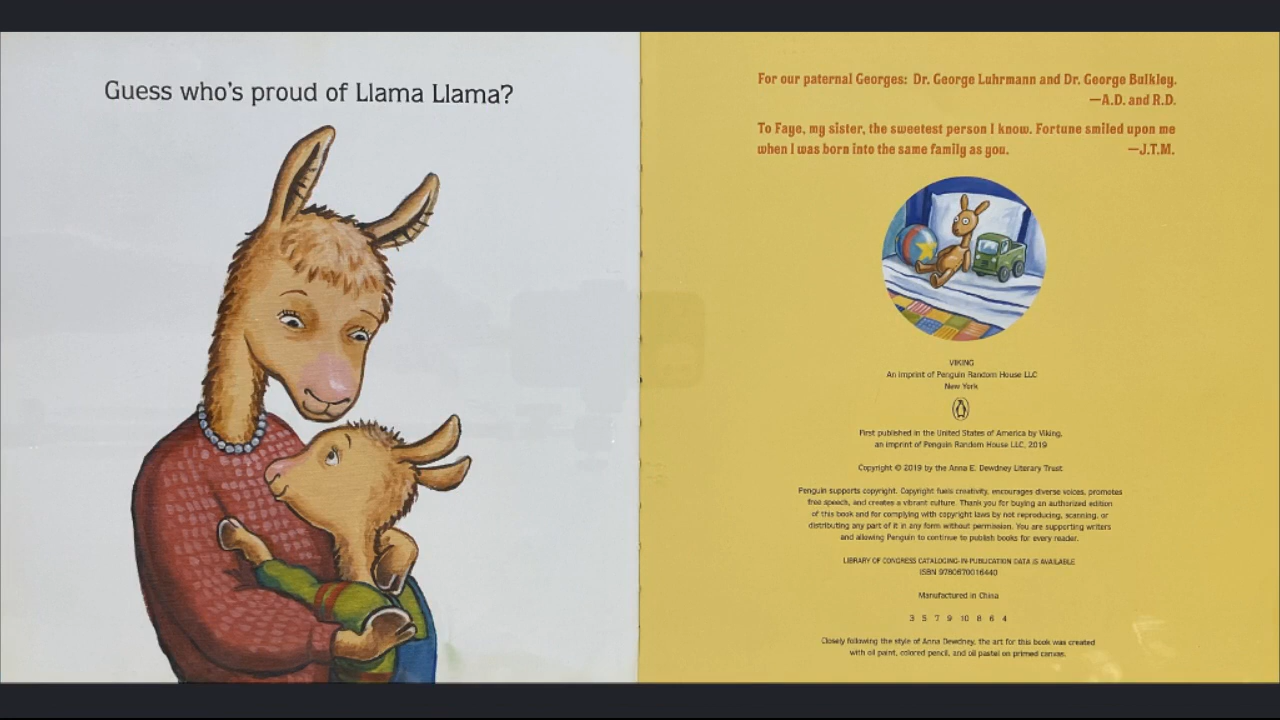 Guess who's proud of Llama Llama?
For our paternal Georges: Dr. George Luhrmann and Dr. George Bulkley.
—A.D. and R.D.
To Faye, my sister, the sweetest person I know. Fortune smiled upon me
when I was born into the same family as you. —J.T.M.
VIKING
An imprint of Penguin Random House LLC
New York
First published in the United States of America by Viking,
an imprint of Penguin Random House LLC, 2019
Copyright © 2019 by the Anna E. Dewdney Literary Trust
Penguin supports copyright. Copyright fuels creativity, encourages diverse voices, promotes
free speech, and creates a vibrant culture. Thank you for buying an authorized edition
of this book and for complying with copyright laws by not reproducing, scanning, or
distributing any part of it in any form without permission. You are supporting writers
and allowing Penguin to continue to publish books for every reader.
LIBRARY OF CONGRESS CATALOGING-IN-PUBLICATION DATA IS AVAILABLE
ISBN 9780670016440
Manufactured in China
3 5 7 9 10 8 6 4
Closely following the style of Anna Dewdney, the art for this book was created
with oil paint, colored pencil, and oil pastel on primed canvas.